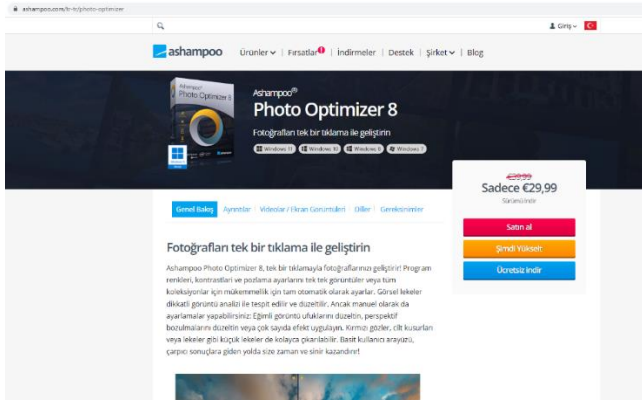 ashampoo.com/tr-tr/photo-optimizer
Giriş
ashampoo
Ürünler | Fırsatlar | İndirmeler | Destek | Şirket | Blog
Ashampoo®
Photo Optimizer 8
Ashampoo®
Photo Optimizer 8
Fotoğrafları tek bir tıklama ile geliştirin
Windows 11 Windows 10 Windows 8 Windows 7
Sadece €29,99
Sürümü İndir
Satın al
Şimdi Yükselt
Ücretsiz indir
Genel Bakış Ayrıntılar Videolar / Ekran Görüntüleri Diller Gereksinimler
Fotoğrafları tek bir tıklama ile geliştirin
Ashampoo Photo Optimizer 8, tek bir tıklamayla fotoğraflarınızı geliştirir! Program
renkleri, kontrastları ve pozlama ayarlarını tek tek görüntüler veya tüm
koleksiyonlar için mükemmellik için tam otomatik olarak ayarlar. Görsel lekeler
dikkatli görüntü analizi ile tespit edilir ve düzeltilir. Ancak manuel olarak da
ayarlamalar yapabilirsiniz: Eğimli görüntü ufuklarını düzeltin, perspektif
bozulmalarını düzeltin veya çok sayıda efekt uygulayın. Kırmızı gözler, cilt kusurları
veya lekeler gibi küçük lekeler de kolayca çıkarılabilir. Basit kullanıcı arayüzü,
çarpıcı sonuçlara giden yolda size zaman ve sinir kazandırır!